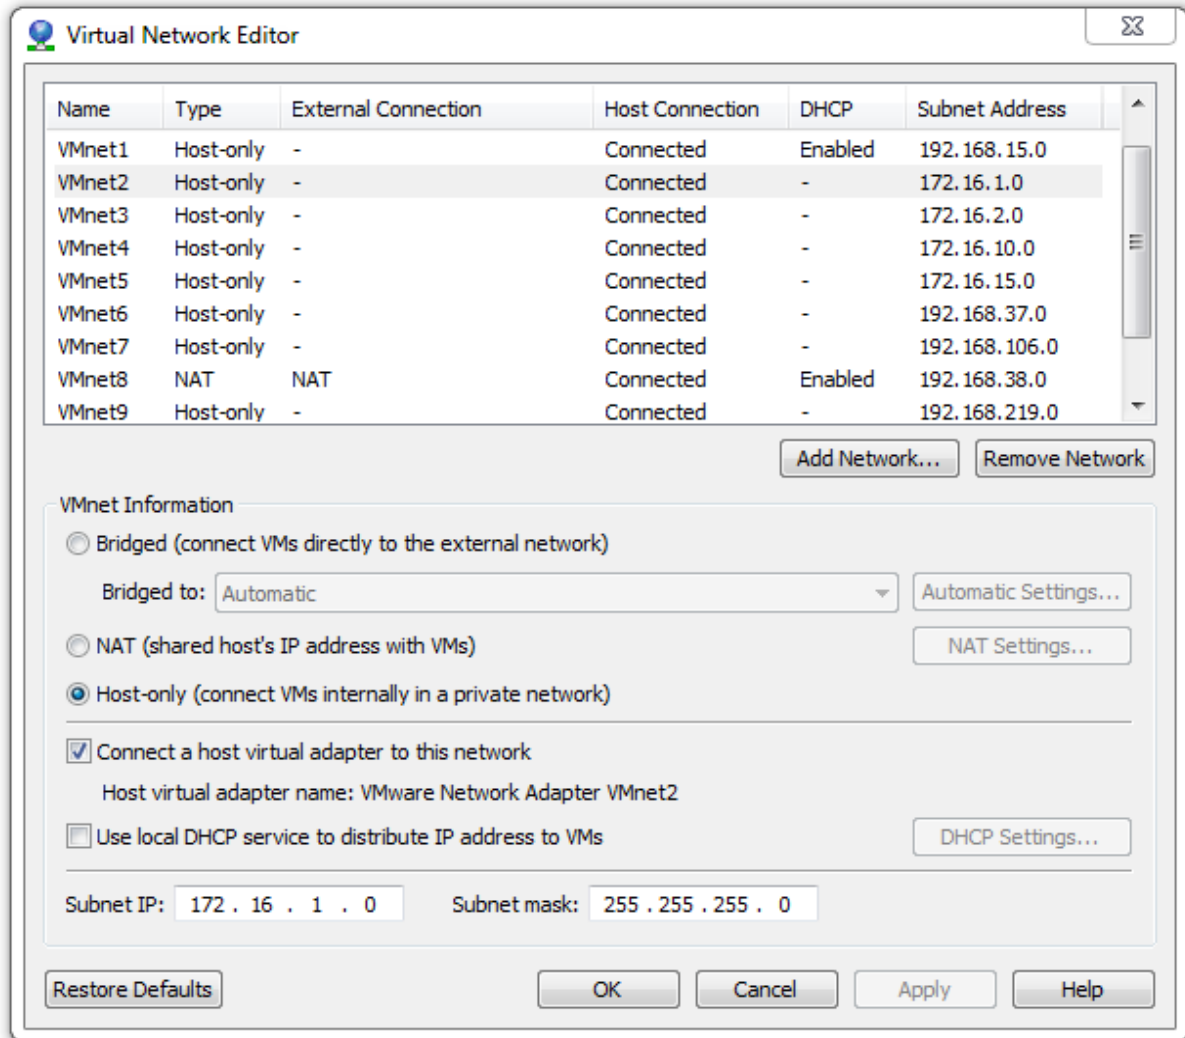 Virtual Network Editor
Name Type External Connection Host Connection DHCP Subnet Address
VMnet1 Host-only - Connected Enabled 192.168.15.0
VMnet2 Host-only - Connected - 172.16.1.0
VMnet3 Host-only - Connected - 172.16.2.0
VMnet4 Host-only - Connected - 172.16.10.0
VMnet5 Host-only - Connected - 172.16.15.0
VMnet6 Host-only - Connected - 192.168.37.0
VMnet7 Host-only - Connected - 192.168.106.0
VMnet8 NAT NAT Connected Enabled 192.168.38.0
VMnet9 Host-only - Connected - 192.168.219.0
Add Network... Remove Network
VMnet Information
Bridged (connect VMs directly to the external network)
Bridged to: Automatic Automatic Settings...
NAT (shared host's IP address with VMs) NAT Settings...
Host-only (connect VMs internally in a private network)
Connect a host virtual adapter to this network
Host virtual adapter name: VMware Network Adapter VMnet2
Use local DHCP service to distribute IP address to VMs DHCP Settings...
Subnet IP: 172 . 16 . 1 . 0 Subnet mask: 255 . 255 . 255 . 0
Restore Defaults OK Cancel Apply Help